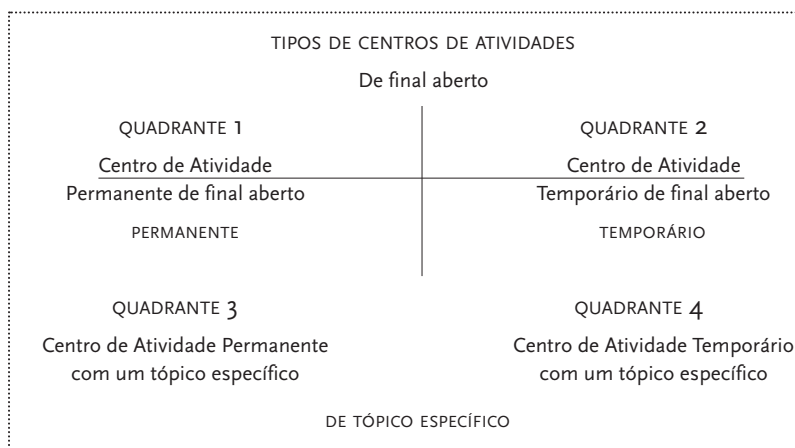 TIPOS DE CENTROS DE ATIVIDADES
De final aberto
QUADRANTE 1
QUADRANTE 2
Centro de Atividade
Centro de Atividade
Permanente de final aberto
Temporário de final aberto
PERMANENTE
TEMPORÁRIO
QUADRANTE 3
QUADRANTE 4
Centro de Atividade Permanente
Centro de Atividade Temporário
com um tópico específico
com um tópico específico
DE TÓPICO ESPECÍFICO